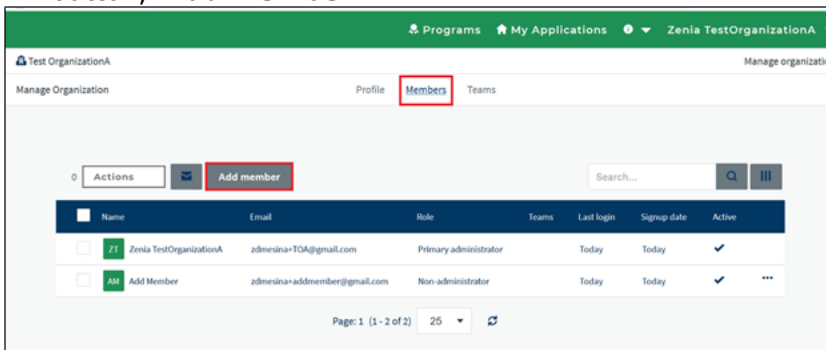 Programs My Applications Zenia TestOrganizationA
Test OrganizationA Manage organizatio
Manage Organization Profile Members Teams
0 Actions Add member Search...
Name Email Role Teams Last login Signup date Active
ZT Zenia TestOrganizationA zdmesina+TOA@gmail.com Primary administrator Today Today
AM Add Member zdmesina+addmember@gmail.com Non-administrator Today Today
Page: 1 (1 - 2 of 2) 25